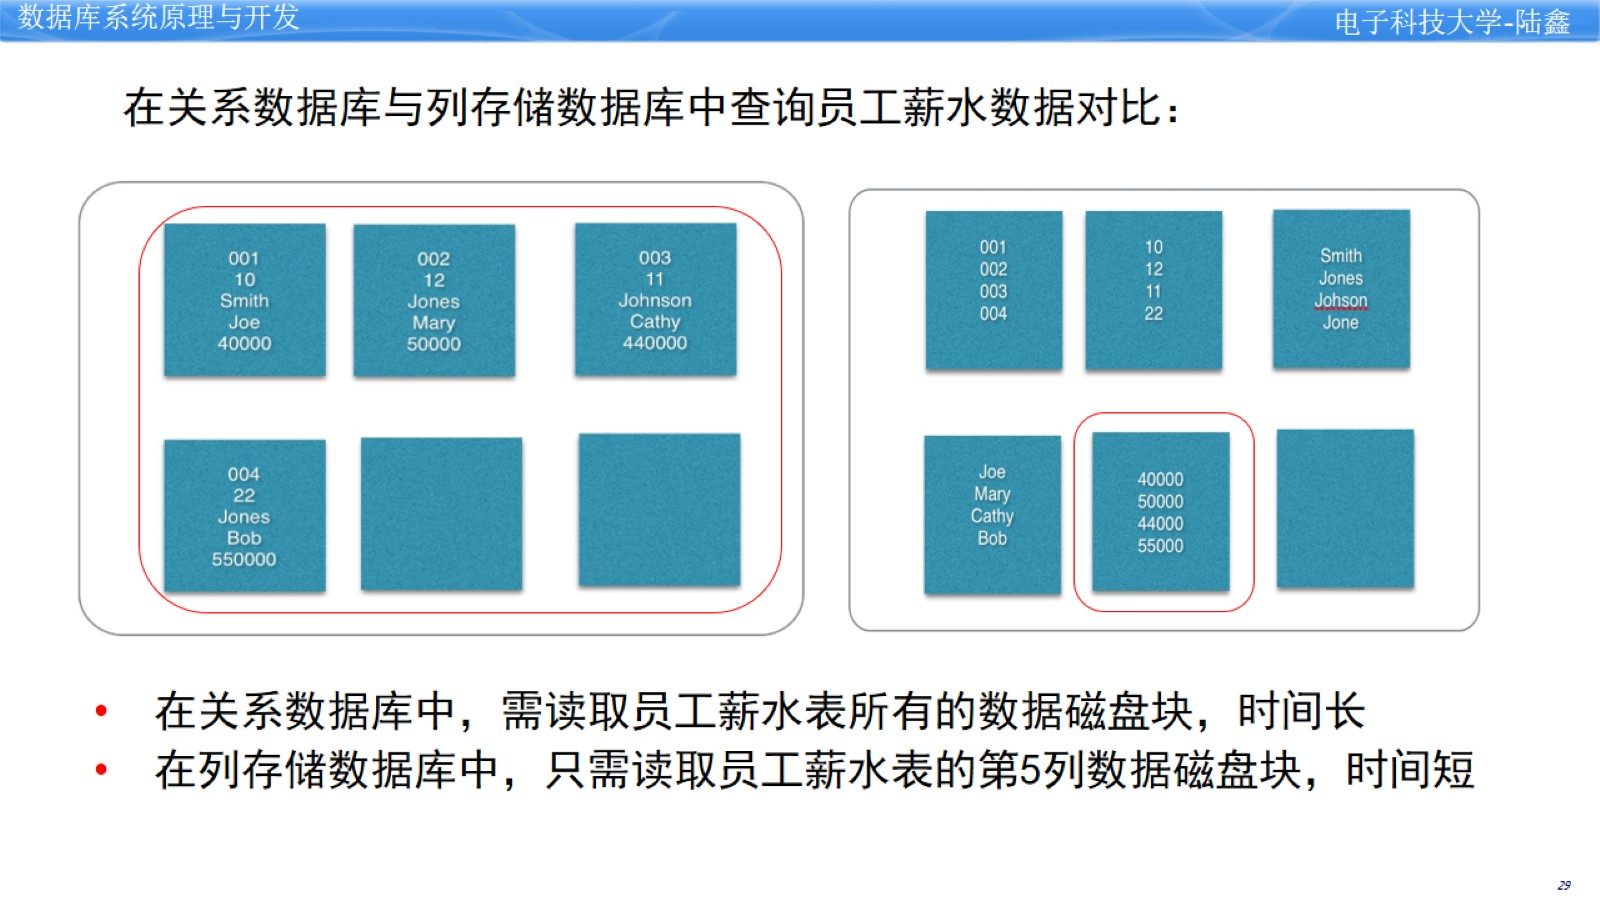 数据库系统原理与开发
电子科技大学-陆鑫
在关系数据库与列存储数据库中查询员工薪水数据对比：
001
10
Smith
Joe
40000
002
12
Jones
Mary
50000
003
11
Johnson
Cathy
440000
004
22
Jones
Bob
550000
001
002
003
004
10
12
11
22
Smith
Jones
Johson
Jone
Joe
Mary
Cathy
Bob
40000
50000
44000
55000
• 在关系数据库中，需读取员工薪水表所有的数据磁盘块，时间长
• 在列存储数据库中，只需读取员工薪水表的第5列数据磁盘块，时间短
29